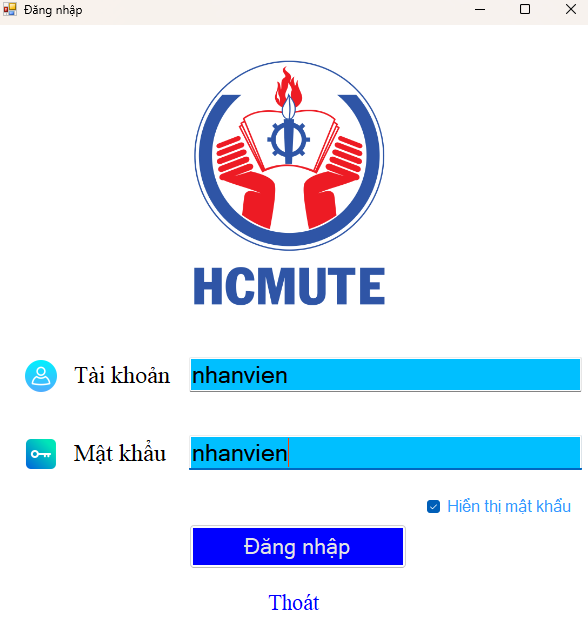 Đăng nhập
HCMUTE
Tài khoản nhanvien
Mật khẩu nhanvien
Hiển thị mật khẩu
Đăng nhập
Thoát